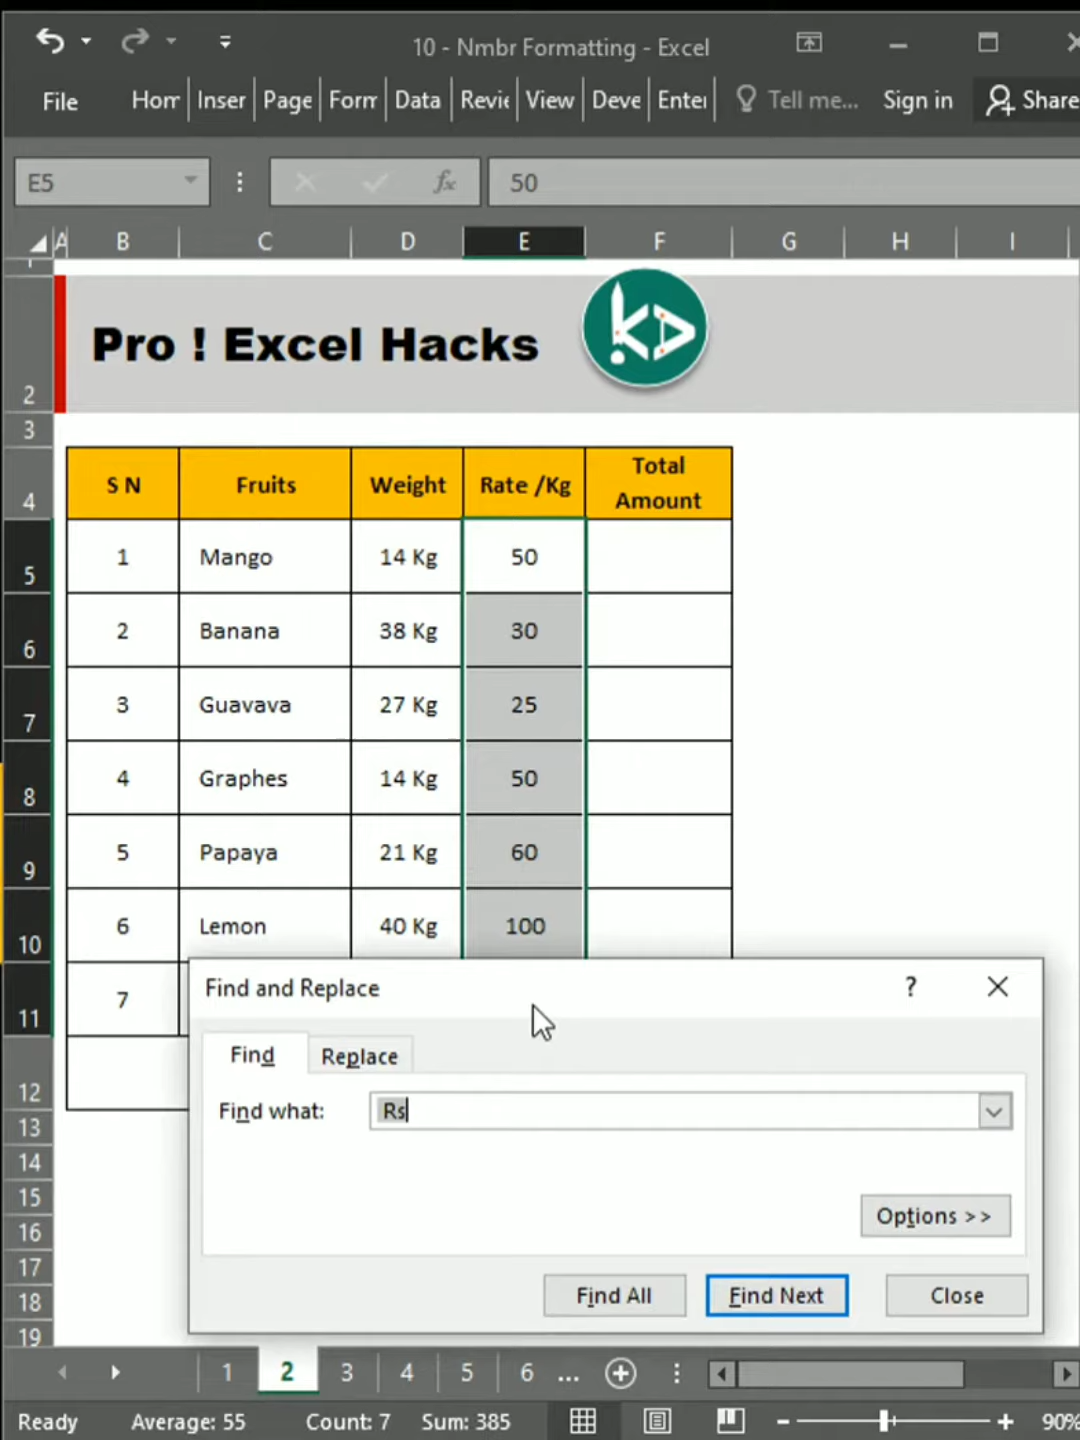 10 - Nmbr Formatting - Excel
File Hom Inser Page Form Data Revie View Deve Enter Tell me... Sign in Share
E5 fx 50
A B C D E F G H I
Pro ! Excel Hacks
2
3
4 S N Fruits Weight Rate /Kg Total Amount
5 1 Mango 14 Kg 50
6 2 Banana 38 Kg 30
7 3 Guavava 27 Kg 25
8 4 Graphes 14 Kg 50
9 5 Papaya 21 Kg 60
10 6 Lemon 40 Kg 100
11 7
12
13
14
15
16
17
18
19
Find and Replace ?
Find Replace
Find what: Rs
Options >>
Find All Find Next Close
1 2 3 4 5 6 ...
Ready Average: 55 Count: 7 Sum: 385 90%